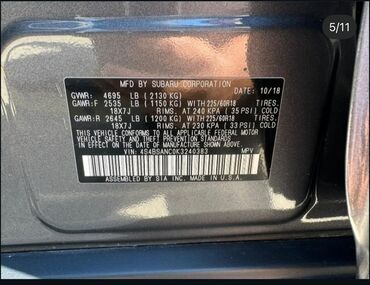 5/11
MFD BY SUBARU CORPORATION
GVWR: 4695 LB (2130 KG) DATE: 10/18
GAWR:F 2535 LB (1150 KG) WITH 225/60R18 TIRES.
18X7J RIMS. AT 240 KPA (35 PSI) COLD
GAWR:R 2645 LB (1200 KG) WITH 225/60R18 TIRES.
18X7J RIMS. AT 230 KPA (33 PSI) COLD
THIS VEHICLE CONFORMS TO ALL APPLICABLE FEDERAL MOTOR
VEHICLE SAFETY AND THEFT PREVENTION STANDARDS IN EFFECT
ON THE DATE OF MANUFACTURE SHOWN ABOVE.
VIN: 4S4BSANC0K3240383 MPV
ASSEMBLED BY SIA INC. MADE IN U.S.A.